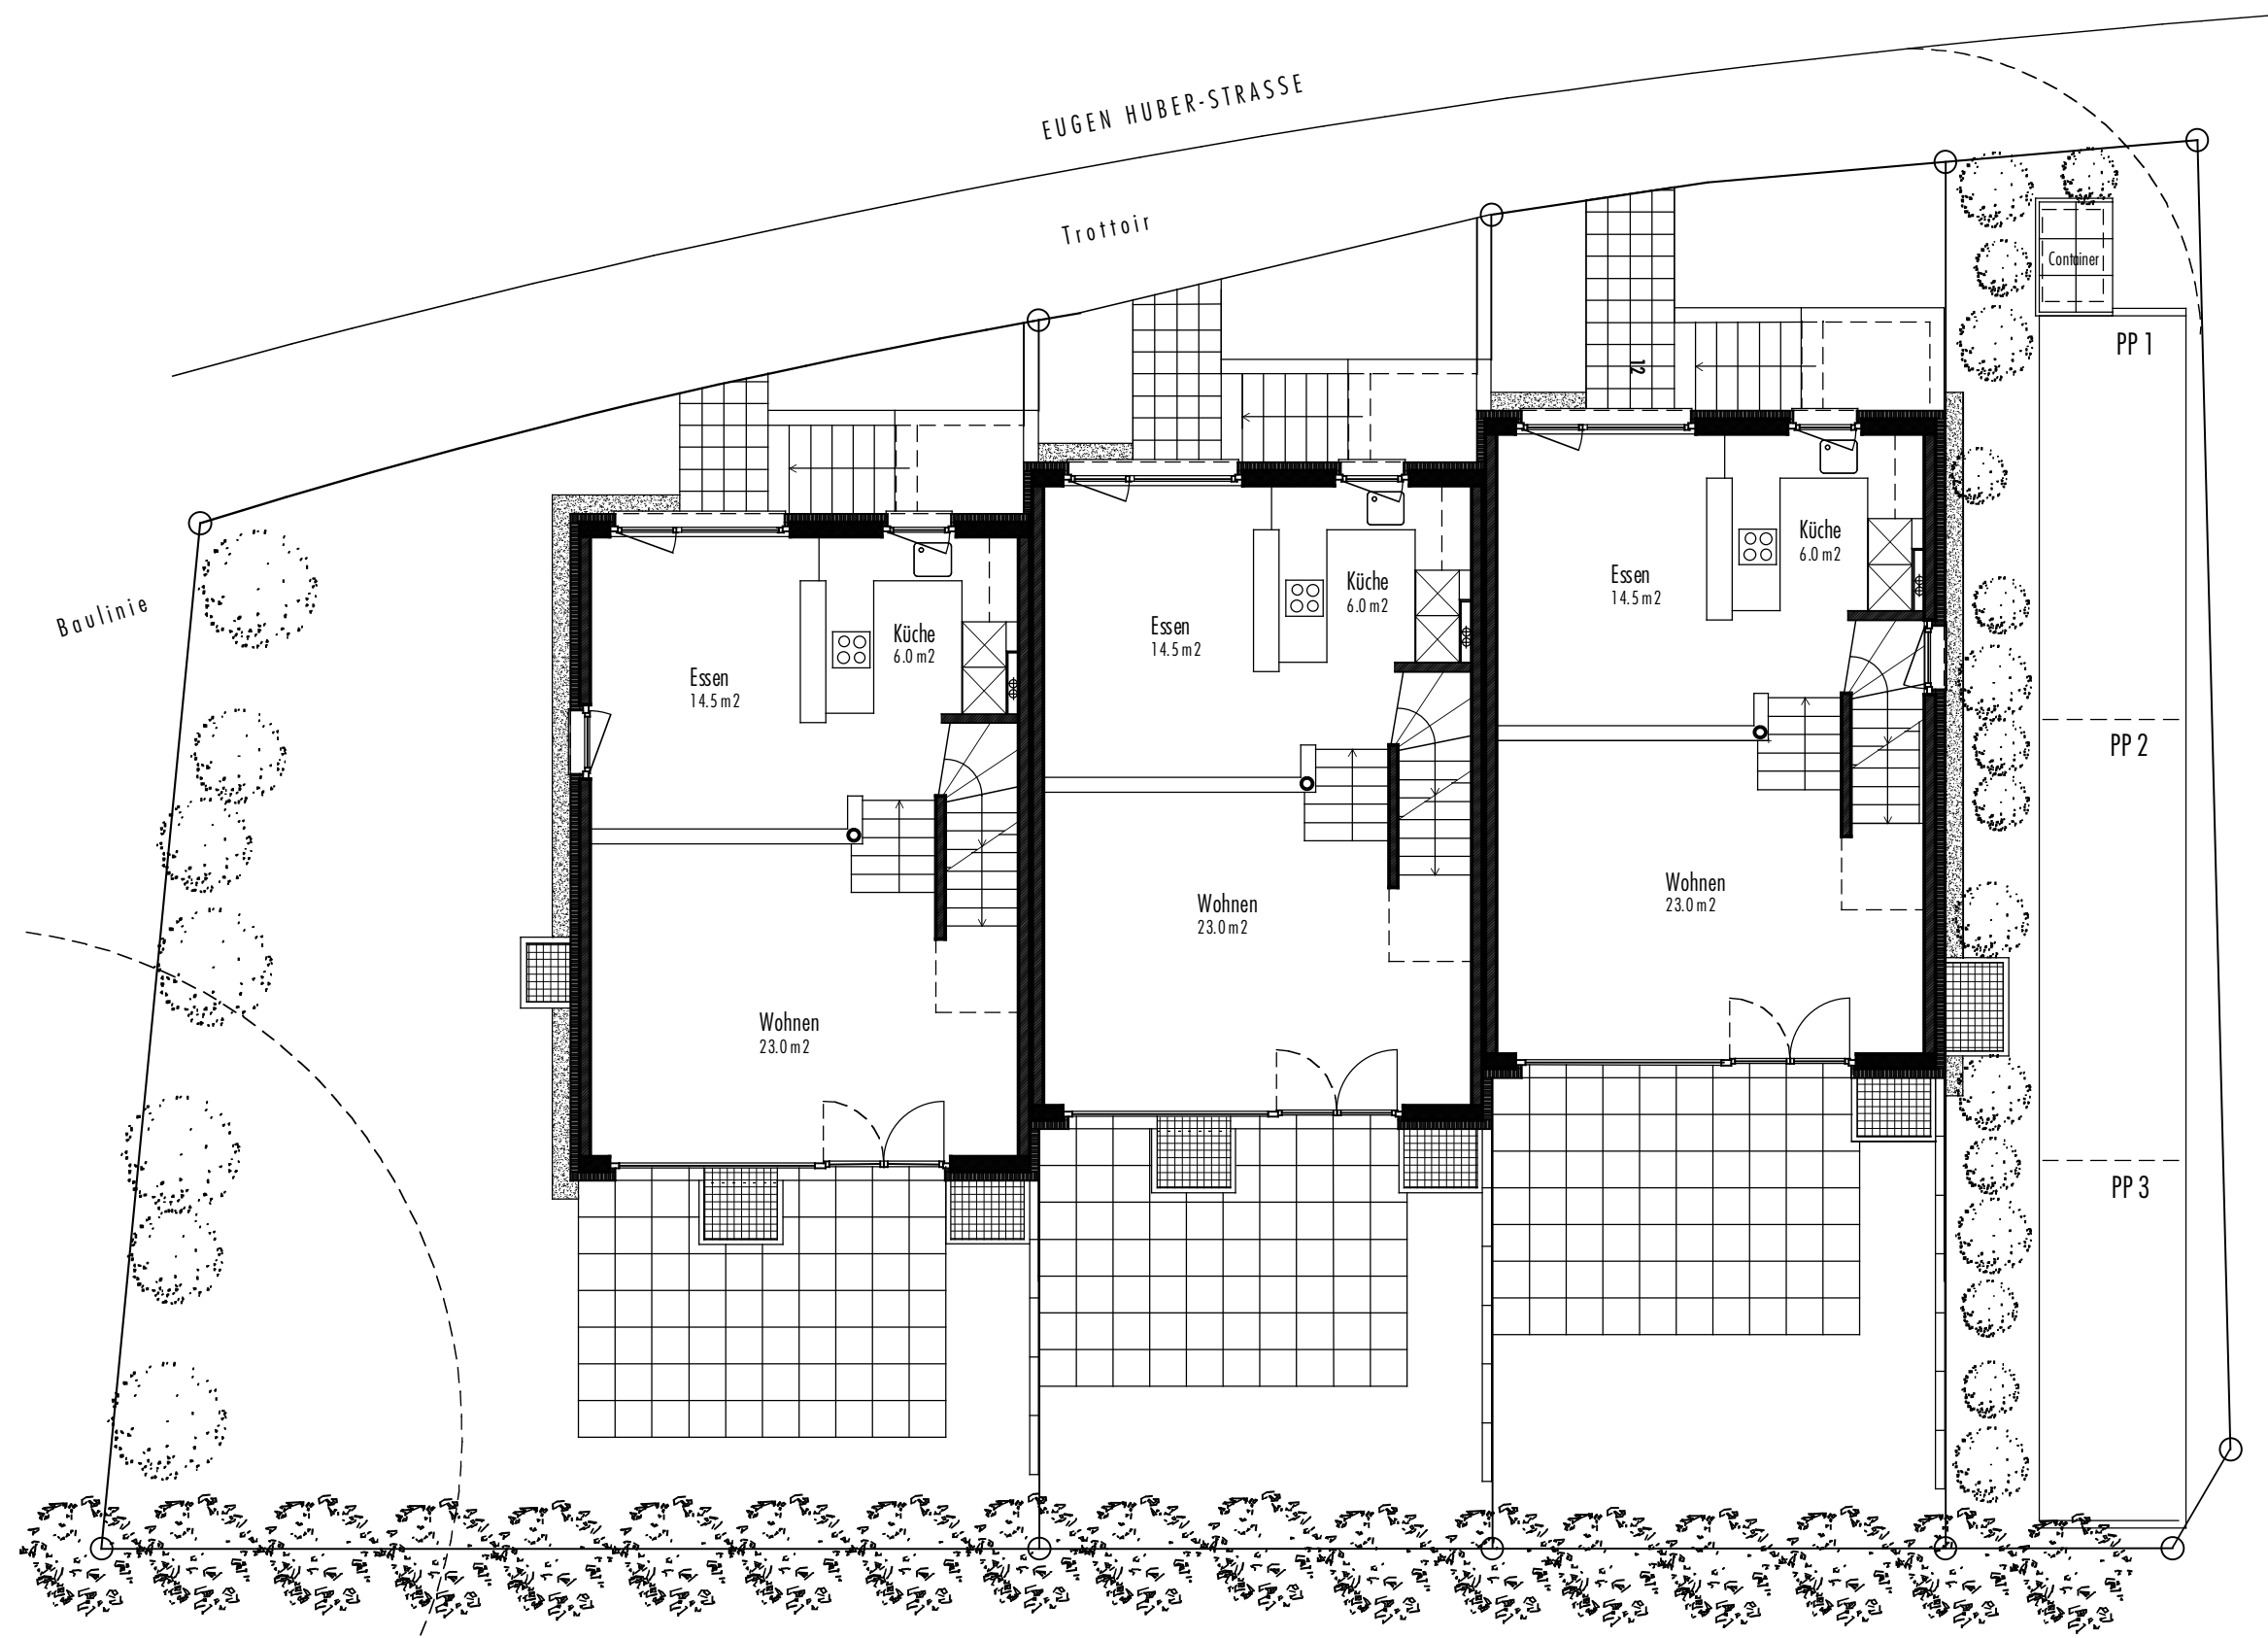 EUGEN HUBER-STRASSE
Trottoir
Baulinie
Container
PP 1
PP 2
PP 3
12
Essen
14.5 m2
Küche
6.0 m2
Wohnen
23.0 m2
Essen
14.5 m2
Küche
6.0 m2
Wohnen
23.0 m2
Essen
14.5 m2
Küche
6.0 m2
Wohnen
23.0 m2